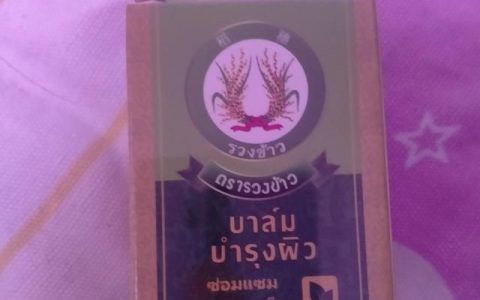 รวงข้าว
ตรารวงข้าว
บาล์ม
บำรุงผิว
ซ่อมแซม